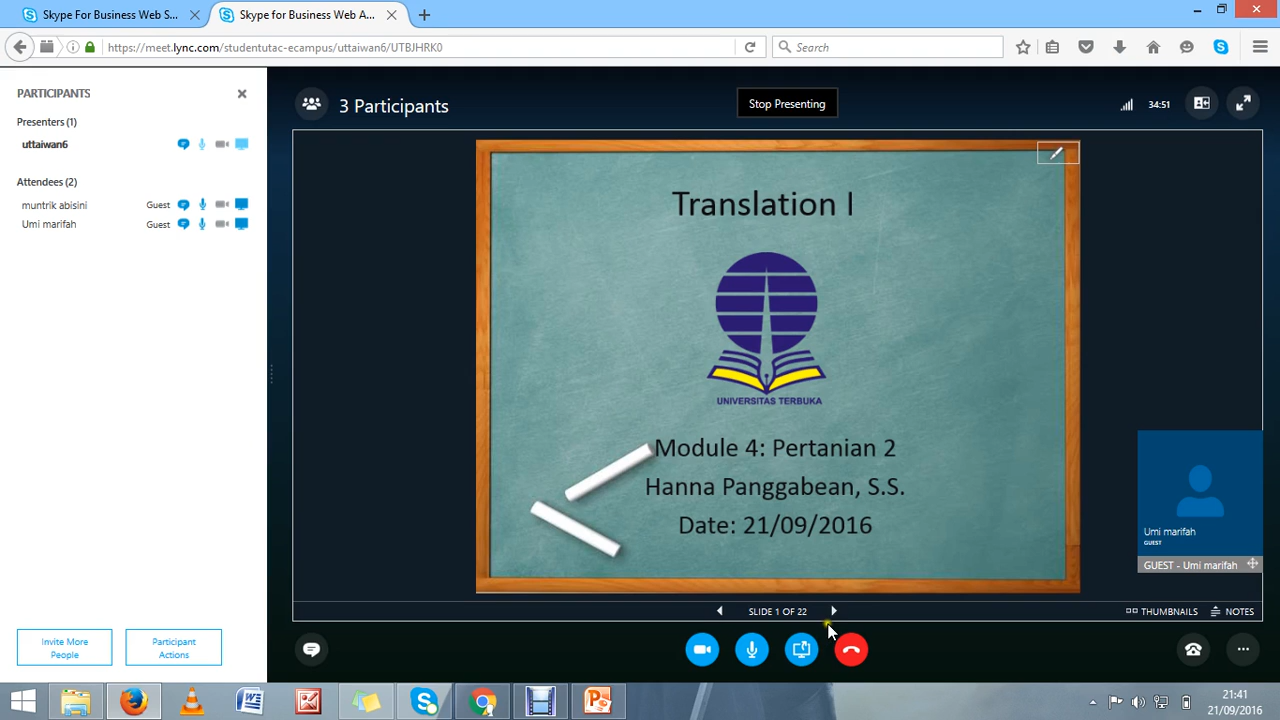 Skype For Business Web S...
Skype for Business Web A...
https://meet.lync.com/studentutac-ecampus/uttaiwan6/UTBJHRK0
Search
PARTICIPANTS
Presenters (1)
uttaiwan6
Attendees (2)
muntrik abisini Guest
Umi marifah Guest
Invite More
People
Participant
Actions
3 Participants
Stop Presenting
34:51
Translation I
UNIVERSITAS TERBUKA
Module 4: Pertanian 2
Hanna Panggabean, S.S.
Date: 21/09/2016
Umi marifah
GUEST
GUEST - Umi marifah
SLIDE 1 OF 22
THUMBNAILS
NOTES
21:41
21/09/2016